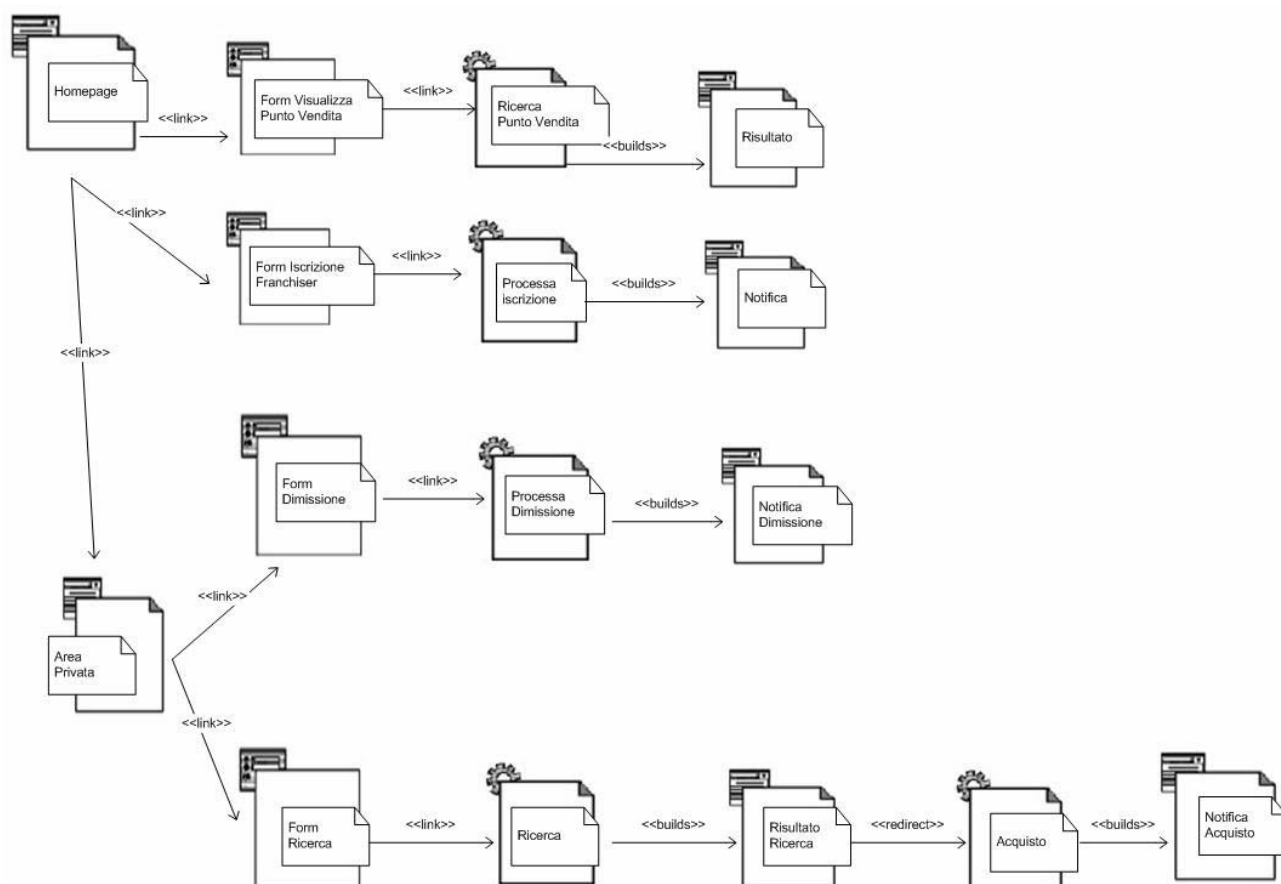 Homepage
<<link>>
Form Visualizza
Punto Vendita
<<link>>
Ricerca
Punto Vendita
<<builds>>
Risultato
<<link>>
Form Iscrizione
Franchiser
<<link>>
Processa
iscrizione
<<builds>>
Notifica
<<link>>
Form
Dimissione
<<link>>
Processa
Dimissione
<<builds>>
Notifica
Dimissione
<<link>>
Area
Privata
<<link>>
Form
Ricerca
<<link>>
Ricerca
<<builds>>
Risultato
Ricerca
<<redirect>>
Acquisto
<<builds>>
Notifica
Acquisto